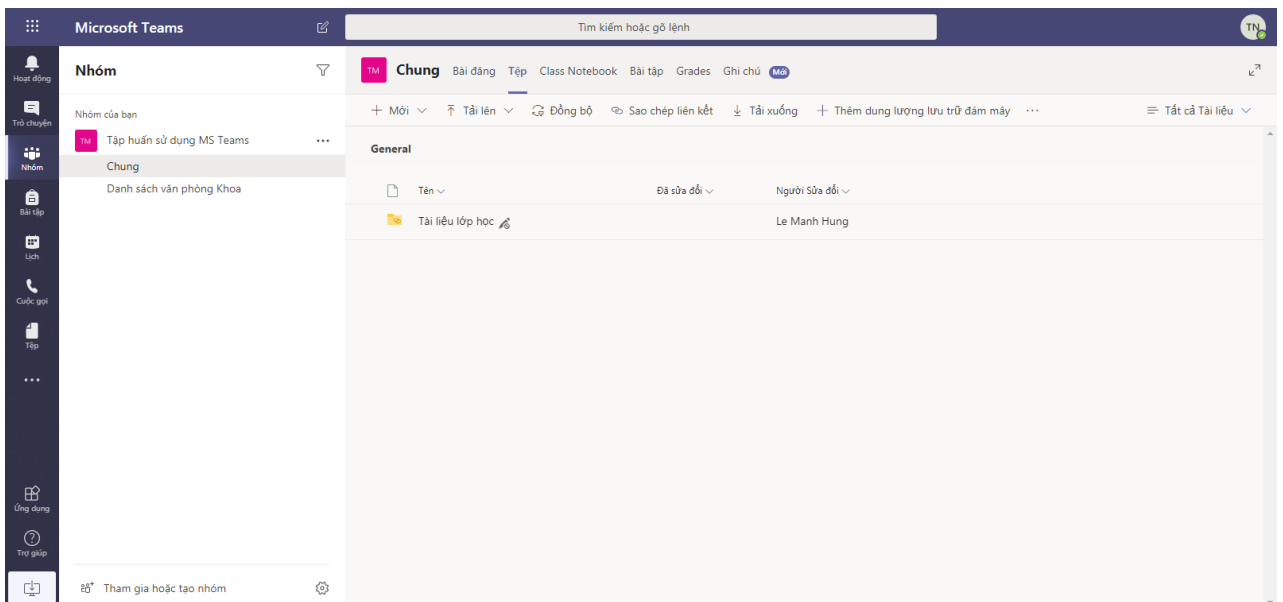 Microsoft Teams
Tìm kiếm hoặc gõ lệnh
TN
Hoạt động
Trò chuyện
Nhóm
Bài tập
Lịch
Cuộc gọi
Tệp
Ứng dụng
Trợ giúp
Nhóm
Nhóm của bạn
TM Tập huấn sử dụng MS Teams
Chung
Danh sách văn phòng Khoa
Tham gia hoặc tạo nhóm
TM Chung Bài đăng Tệp Class Notebook Bài tập Grades Ghi chú Mới
Mới Tải lên Đồng bộ Sao chép liên kết Tải xuống Thêm dung lượng lưu trữ đám mây Tất cả Tài liệu
General
Tên Đã sửa đổi Người Sửa đổi
Tài liệu lớp học Le Manh Hung